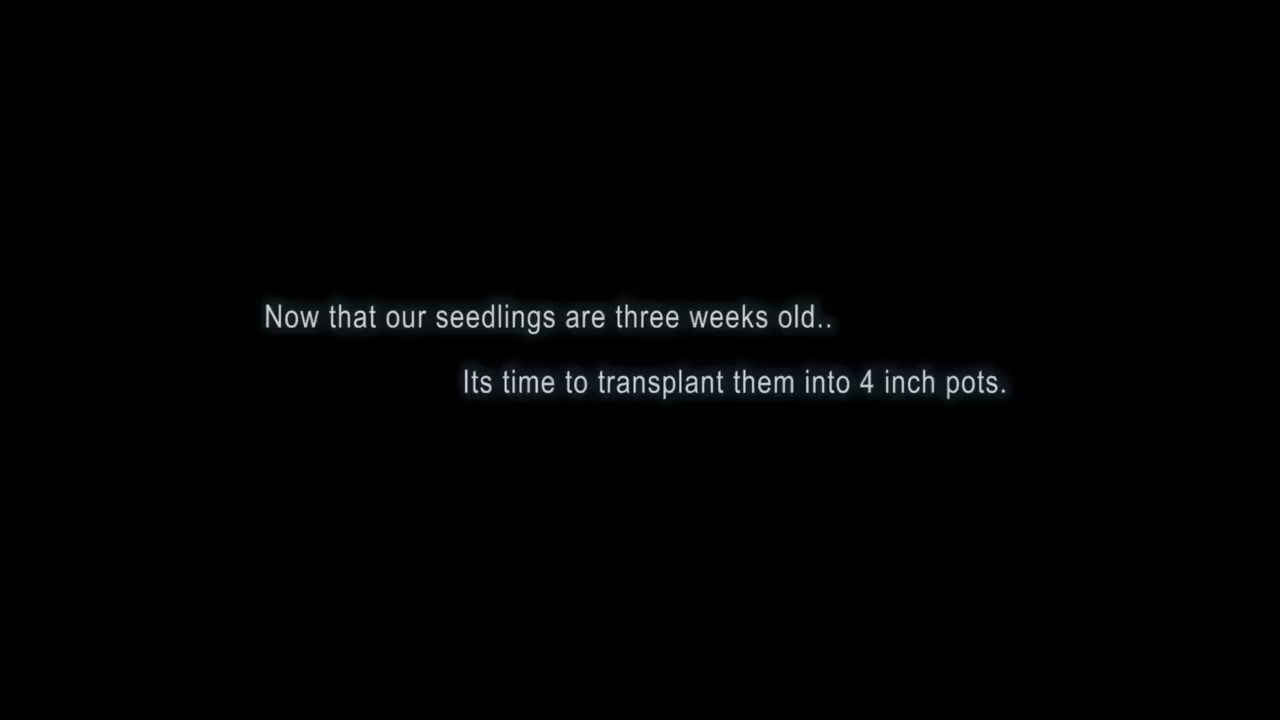 Now that our seedlings are three weeks old..
Its time to transplant them into 4 inch pots.